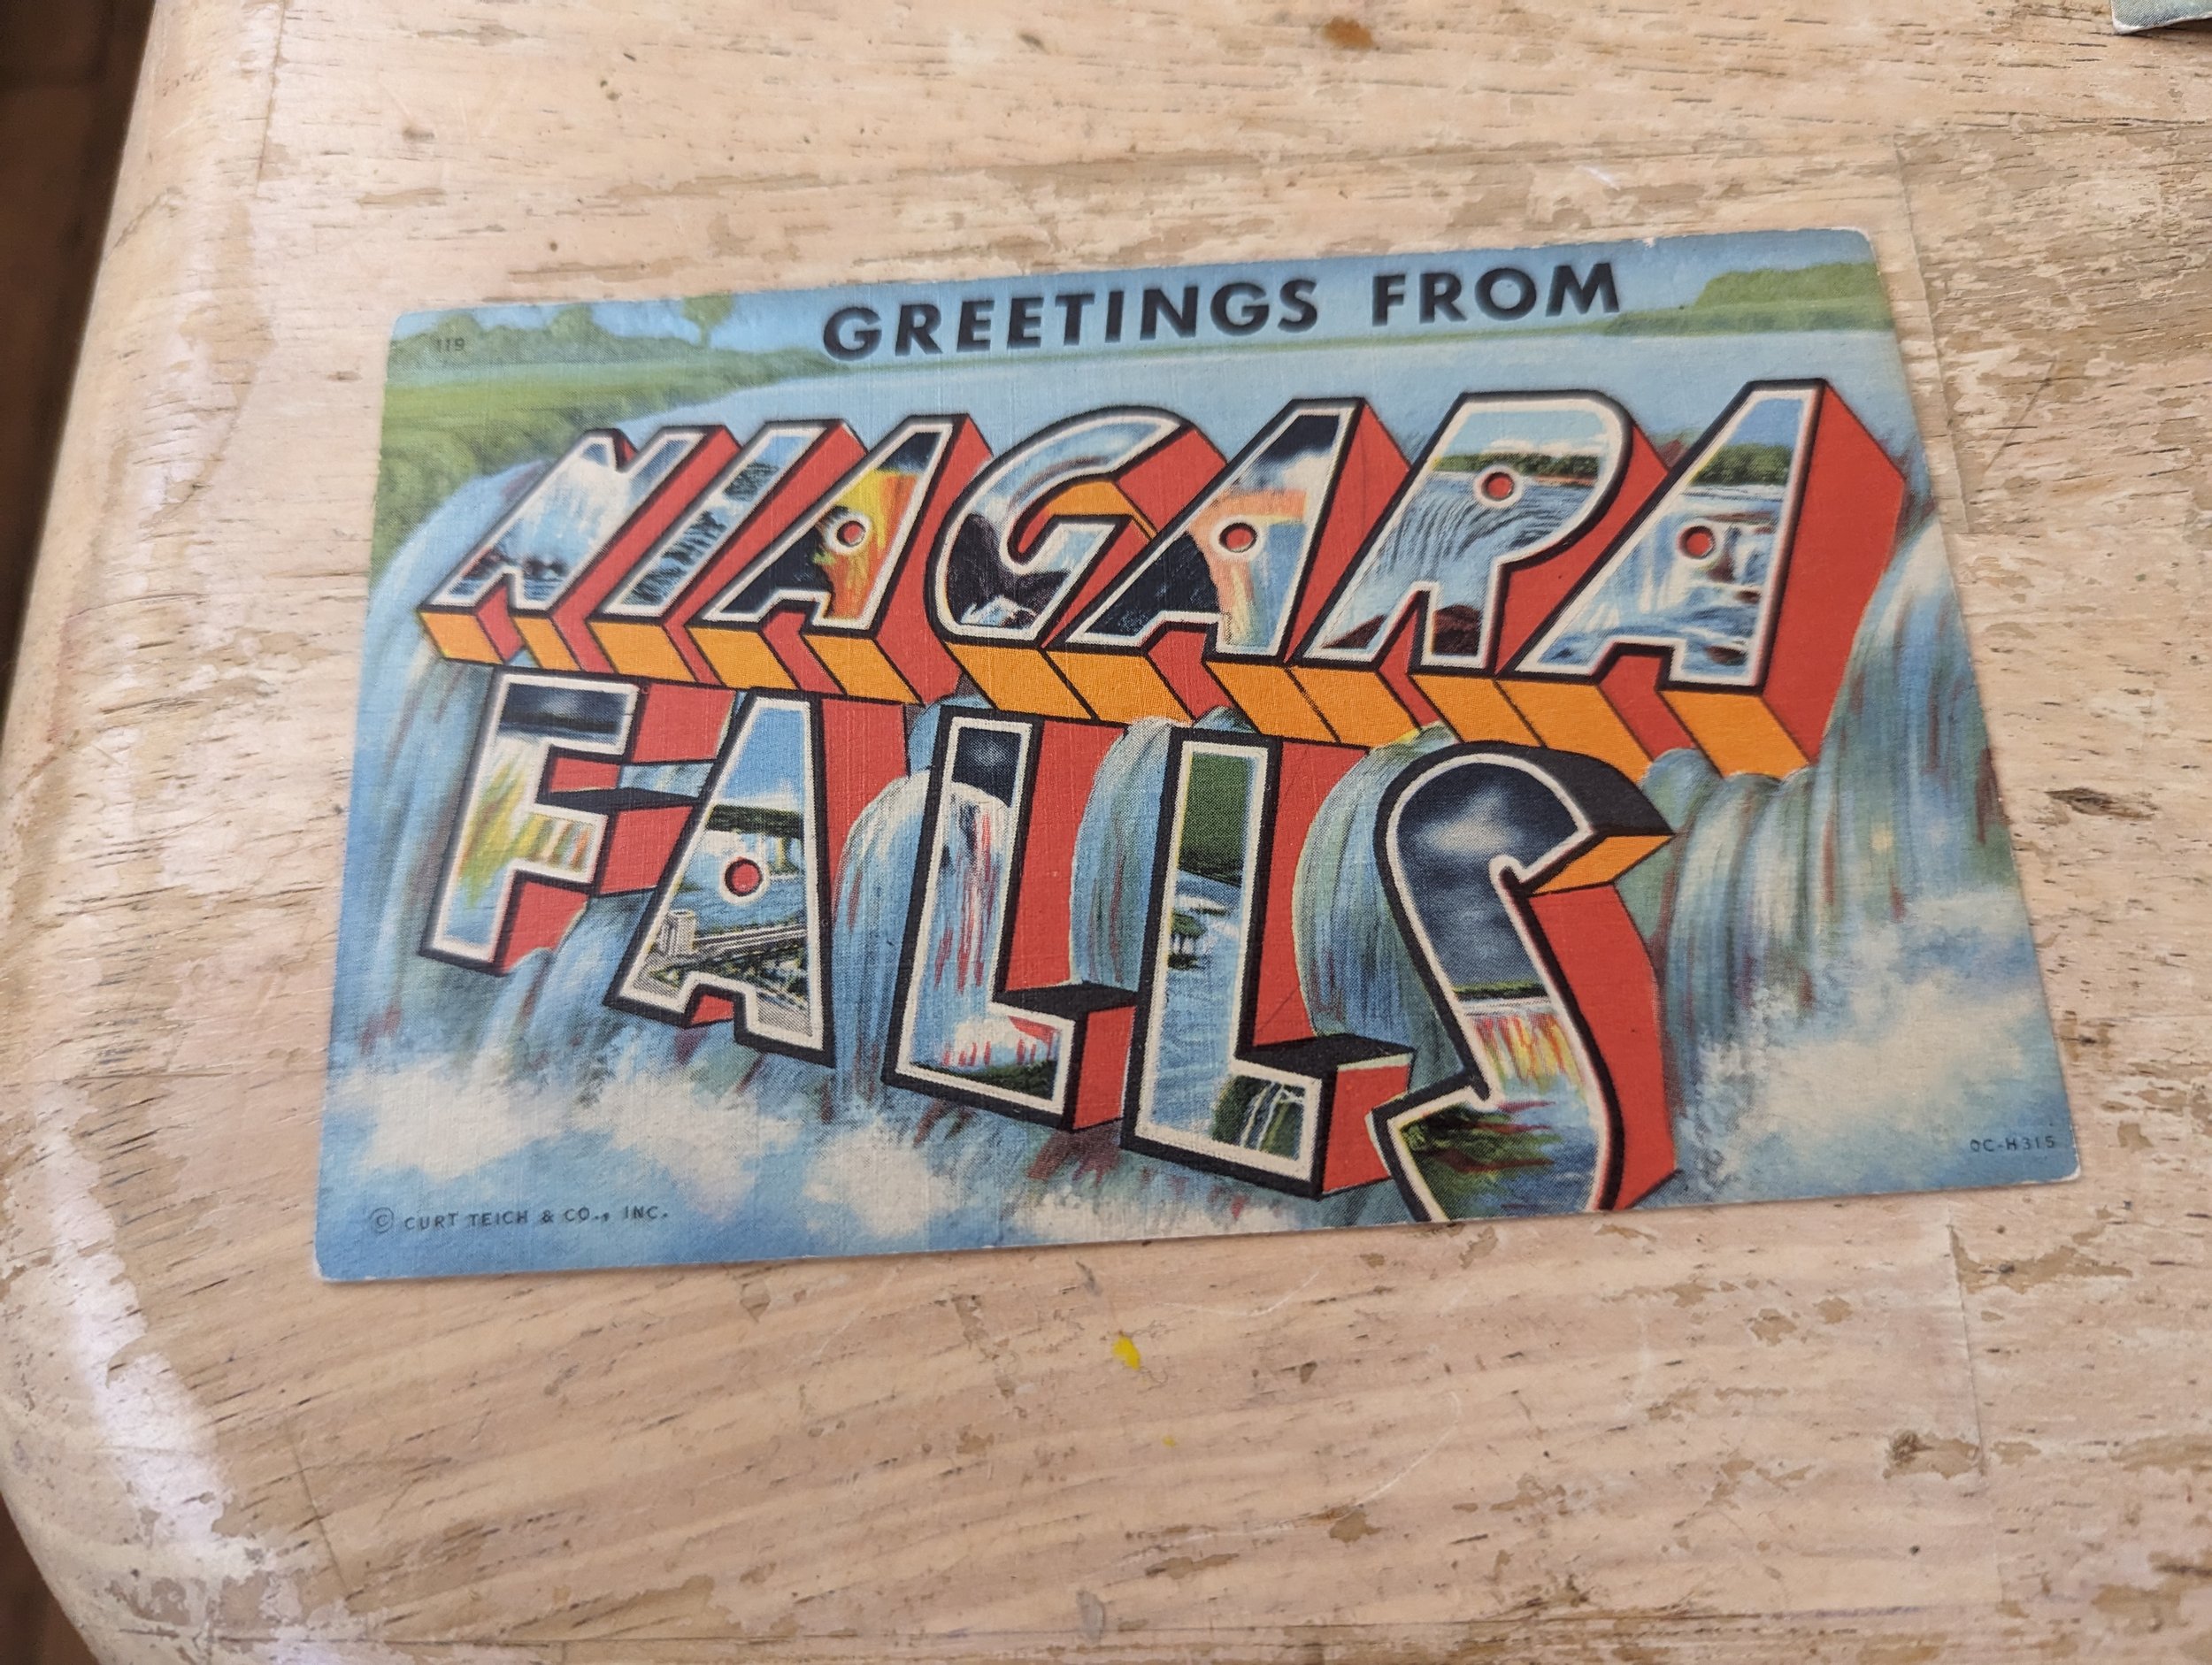 GREETINGS FROM
119
NIAGARA
FALLS
OC-H315
© CURT TEICH & CO., INC.